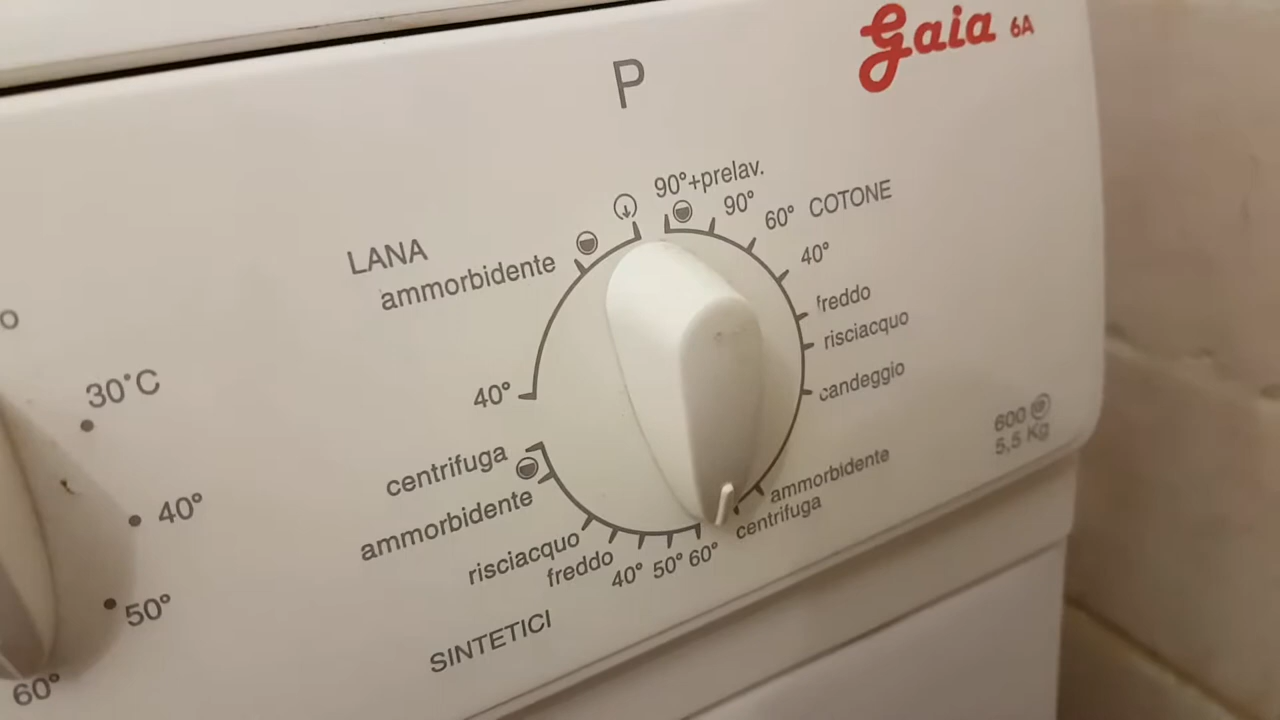 Gaia 6A
P
90°+prelav.
90°
60° COTONE
40°
freddo
risciacquo
candeggio
ammorbidente
centrifuga
600
5,5 Kg
LANA
ammorbidente
40°
centrifuga
ammorbidente
risciacquo
freddo
40° 50° 60°
SINTETICI
30°C
40°
50°
60°